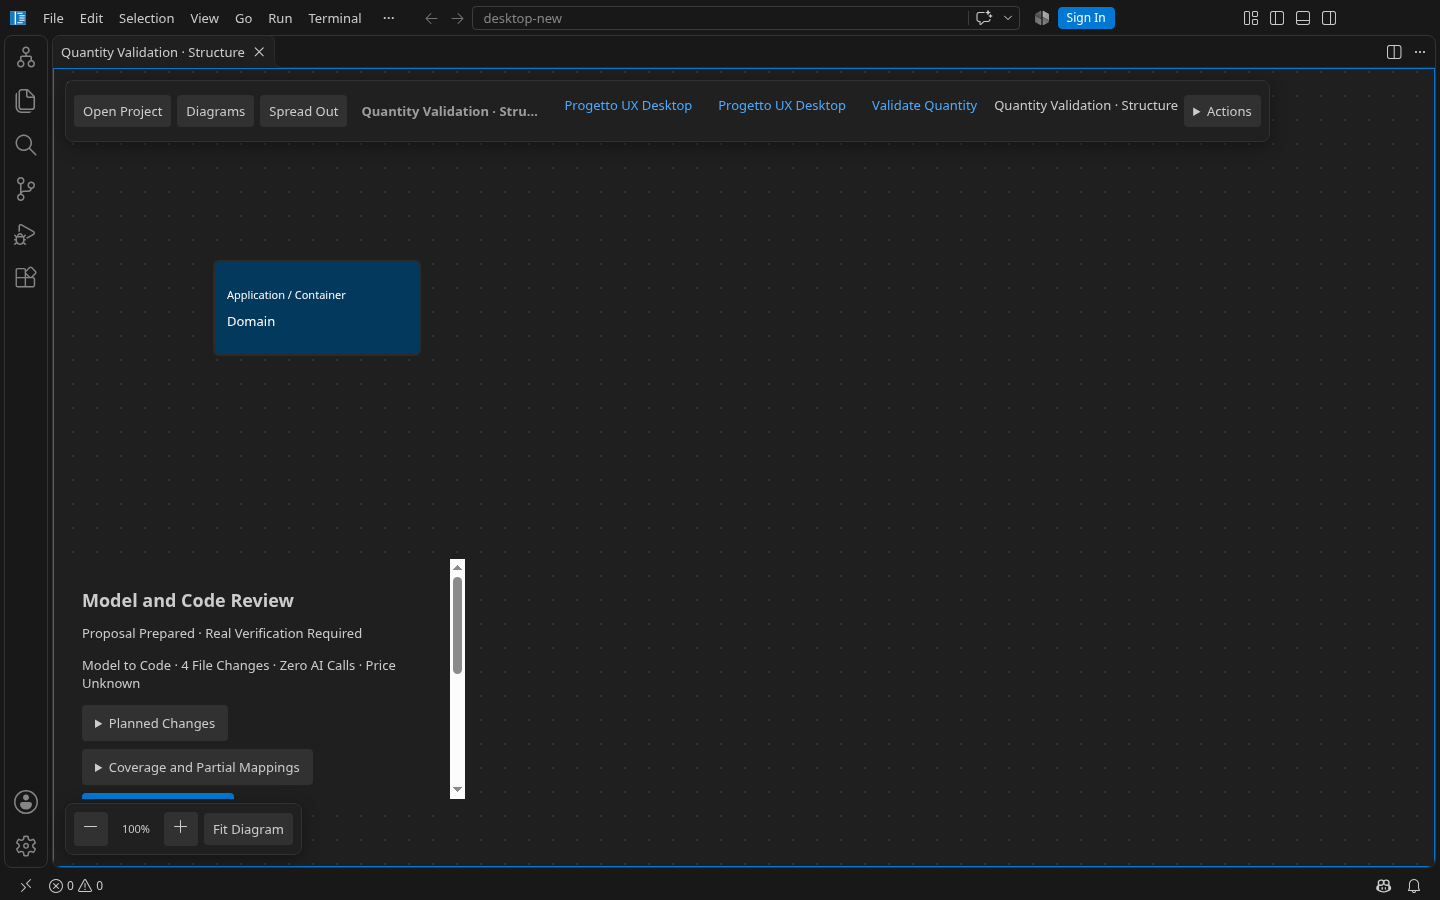 File Edit Selection View Go Run Terminal ··· desktop-new Sign In
Quantity Validation · Structure
Open Project Diagrams Spread Out Quantity Validation · Stru... Progetto UX Desktop Progetto UX Desktop Validate Quantity Quantity Validation · Structure Actions
Application / Container
Domain
Model and Code Review
Proposal Prepared · Real Verification Required
Model to Code · 4 File Changes · Zero AI Calls · Price
Unknown
Planned Changes
Coverage and Partial Mappings
100% Fit Diagram
0 0